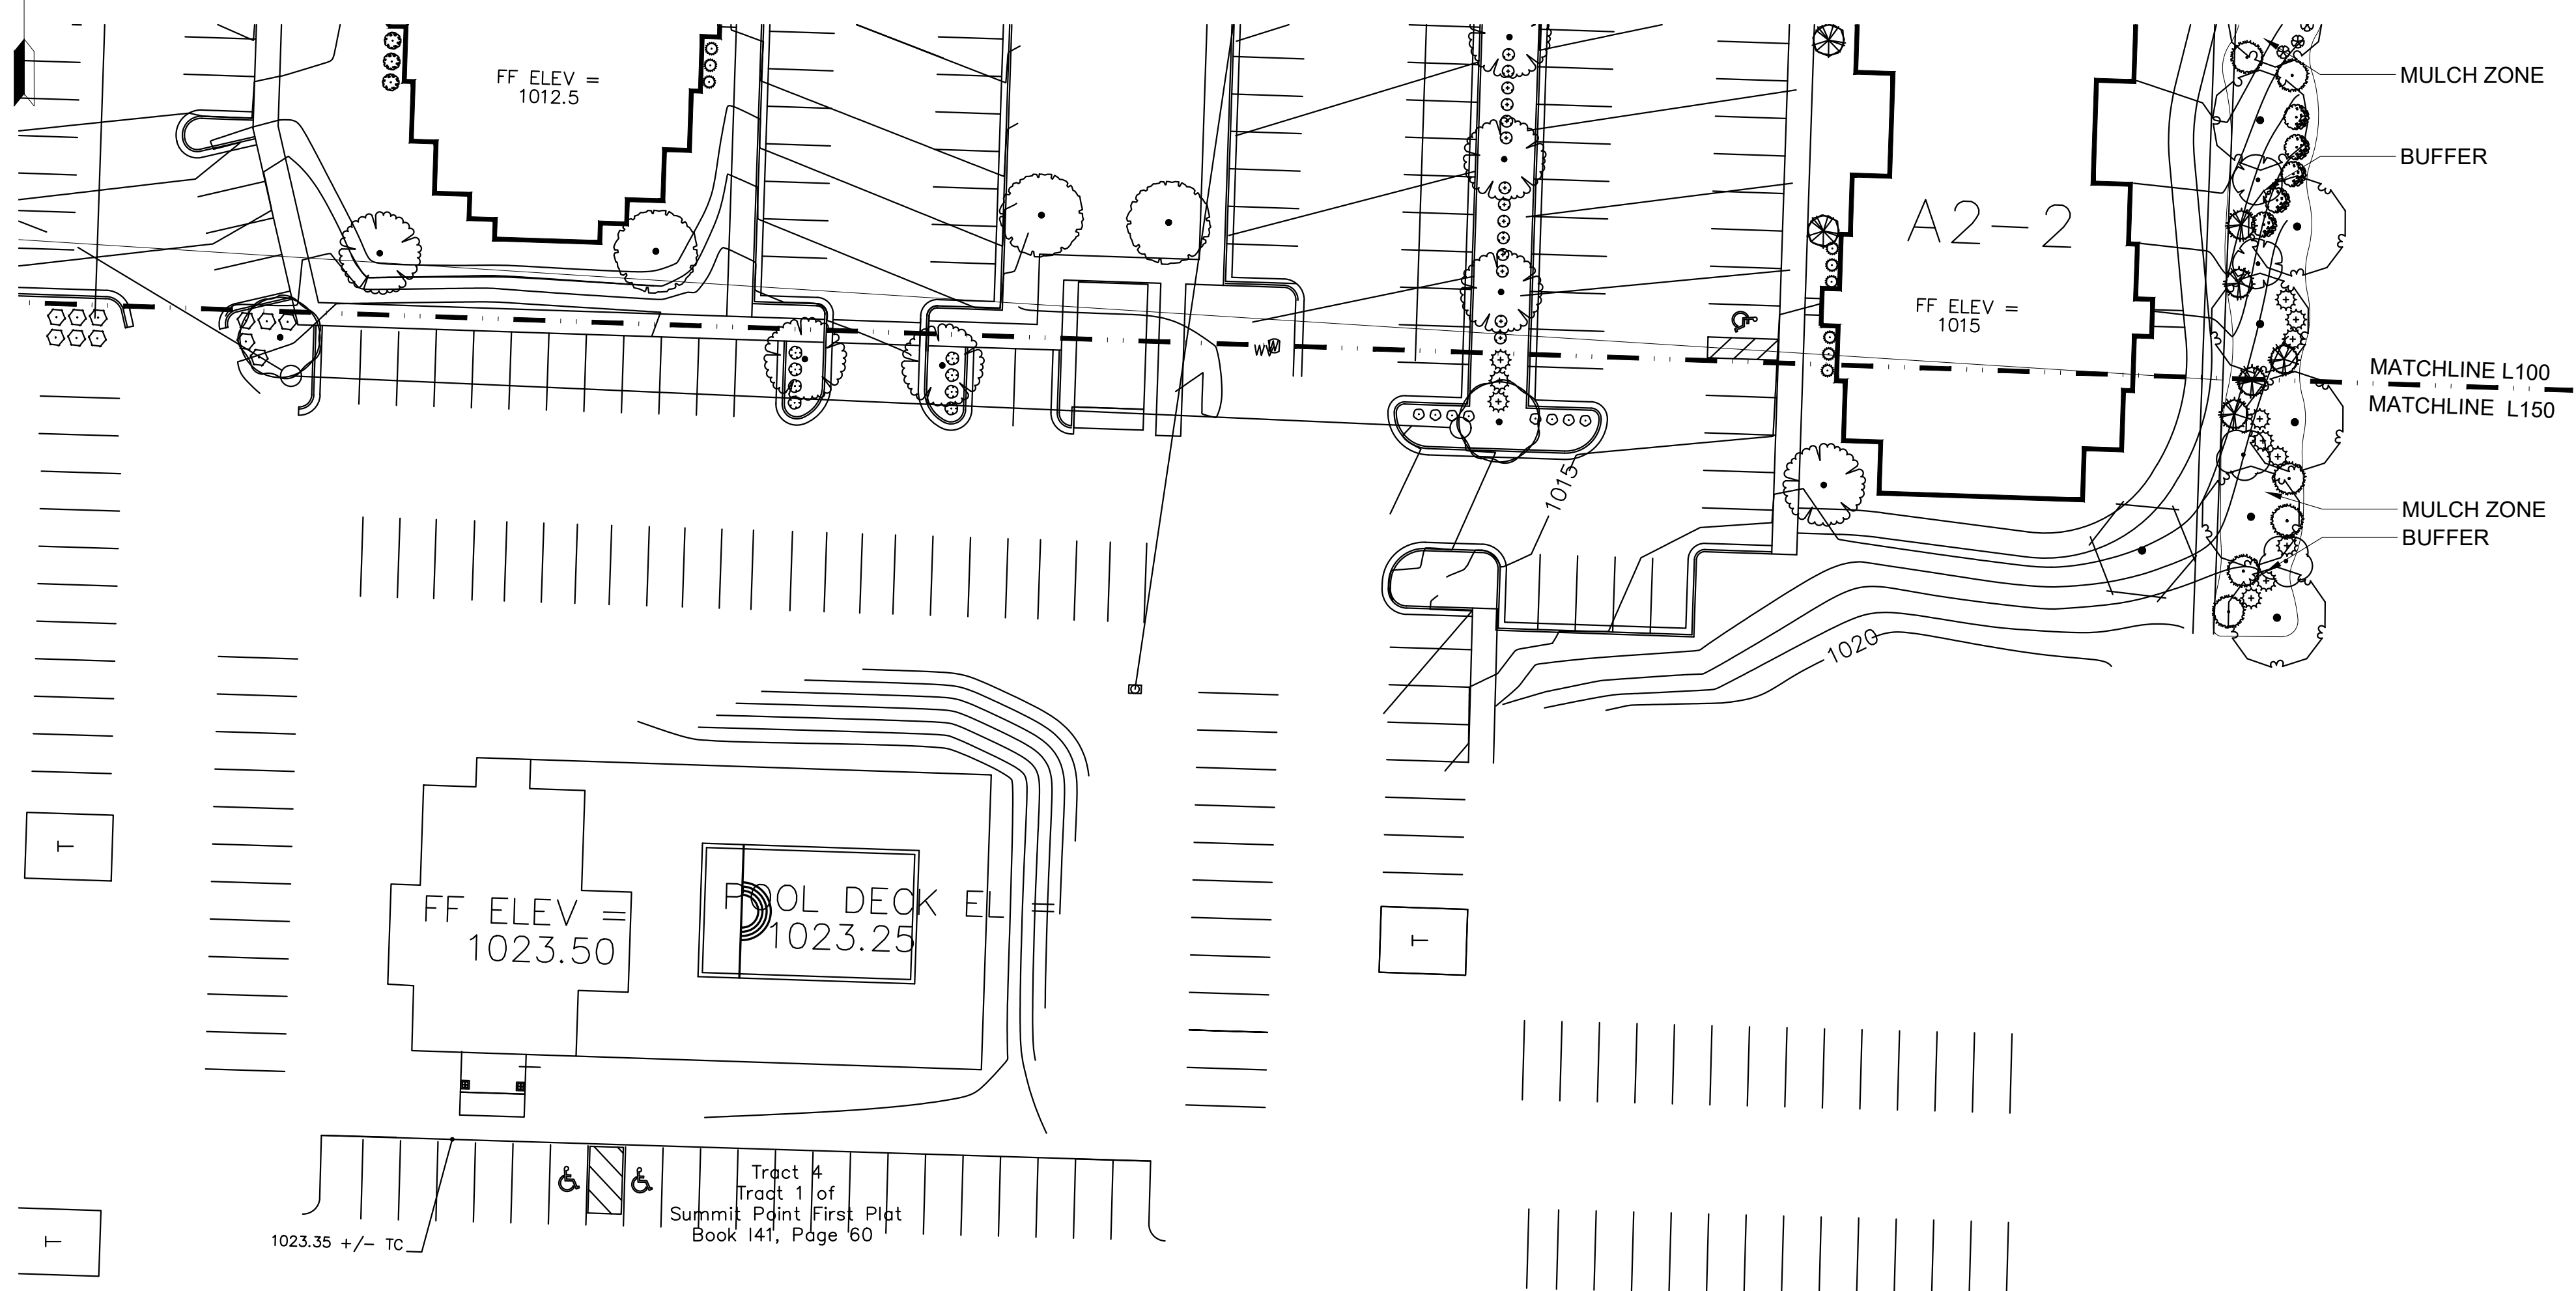 MULCH ZONE
FF ELEV =
1012.5
BUFFER
A2-2
FF ELEV =
1015
MATCHLINE L100
MATCHLINE L150
1015
MULCH ZONE
BUFFER
1020
T
FF ELEV =
1023.50
POOL DECK EL =
1023.25
T
Tract 4
Tract 1 of
Summit Point First Plat
Book I41, Page 60
1023.35 +/- TC
T